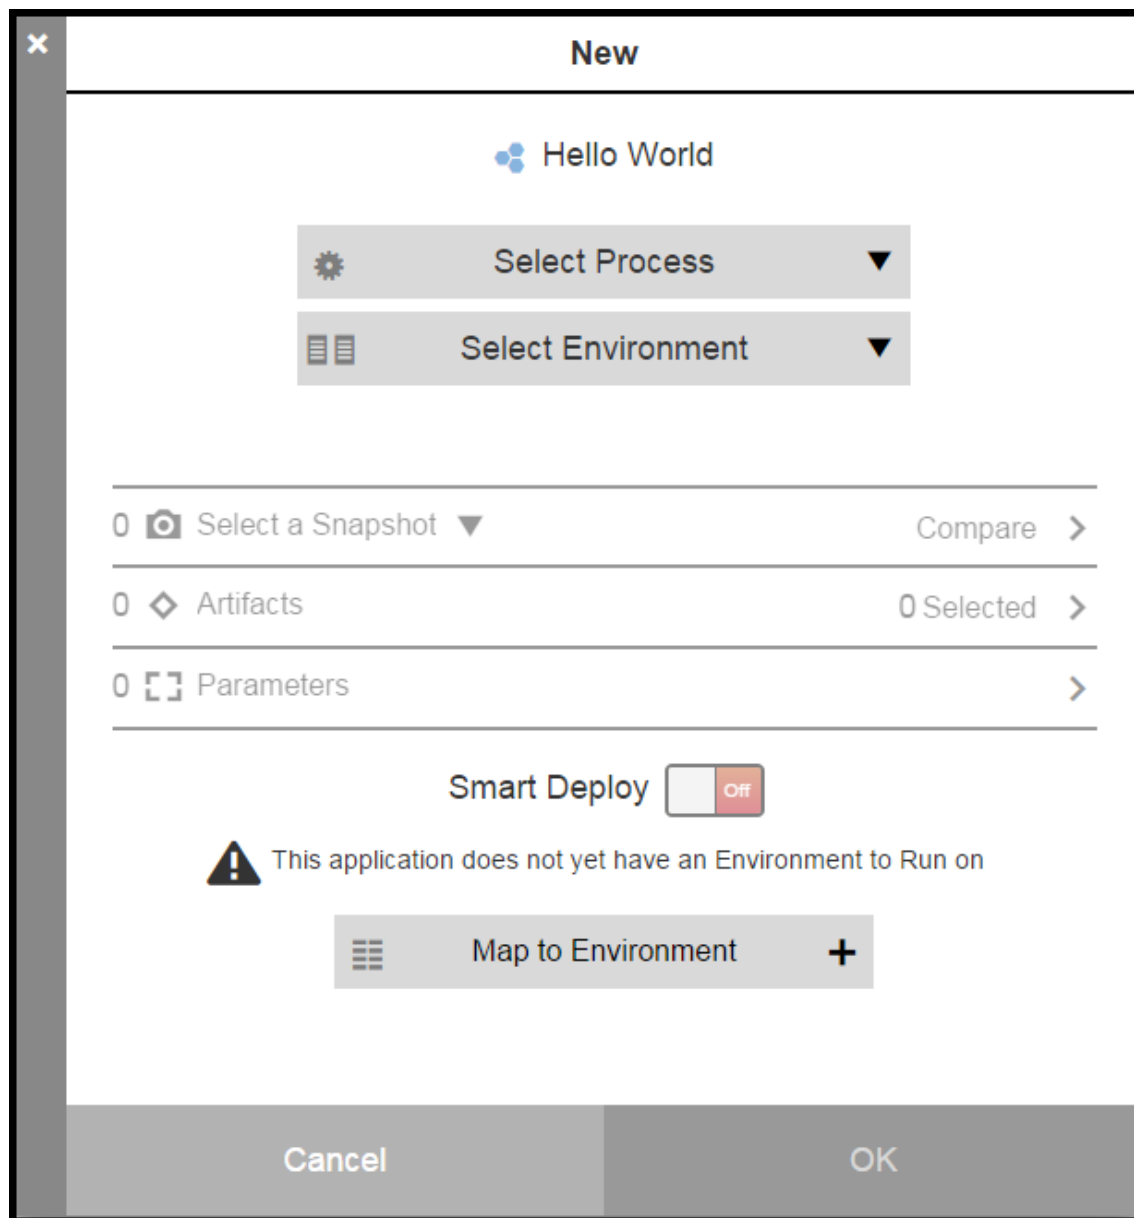 New
Hello World
Select Process
Select Environment
0 Select a Snapshot Compare
0 Artifacts 0 Selected
0 Parameters
Smart Deploy Off
This application does not yet have an Environment to Run on
Map to Environment
Cancel OK